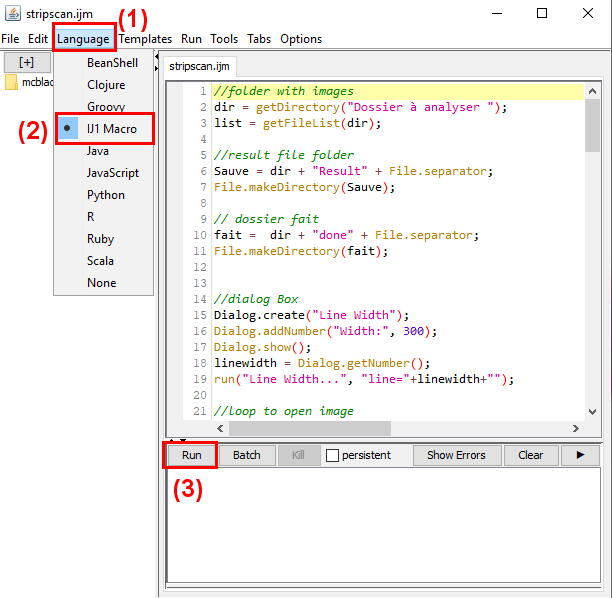 stripscan.ijm
(1)
File Edit Language Templates Run Tools Tabs Options
[+]
mcblac
BeanShell
Clojure
Groovy
(2)
IJ1 Macro
Java
JavaScript
Python
R
Ruby
Scala
None
stripscan.ijm
1 //folder with images
2 dir = getDirectory("Dossier à analyser ");
3 list = getFileList(dir);
4
5 //result file folder
6 Sauve = dir + "Result" + File.separator;
7 File.makeDirectory(Sauve);
8
9 // dossier fait
10 fait =  dir + "done" + File.separator;
11 File.makeDirectory(fait);
12
13
14 //dialog Box
15 Dialog.create("Line Width");
16 Dialog.addNumber("Width:", 300);
17 Dialog.show();
18 linewidth = Dialog.getNumber();
19 run("Line Width...", "line="+linewidth+"");
20
21 //loop to open image
Run Batch Kill persistent Show Errors Clear
(3)